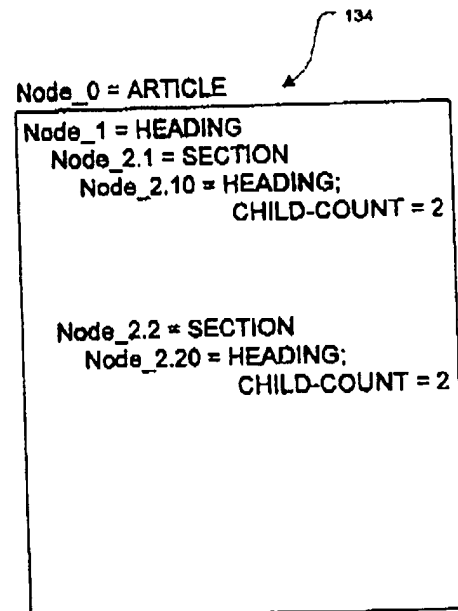 134
Node_0 = ARTICLE
Node_1 = HEADING
Node_2.1 = SECTION
Node_2.10 = HEADING;
CHILD-COUNT = 2
Node_2.2 = SECTION
Node_2.20 = HEADING;
CHILD-COUNT = 2